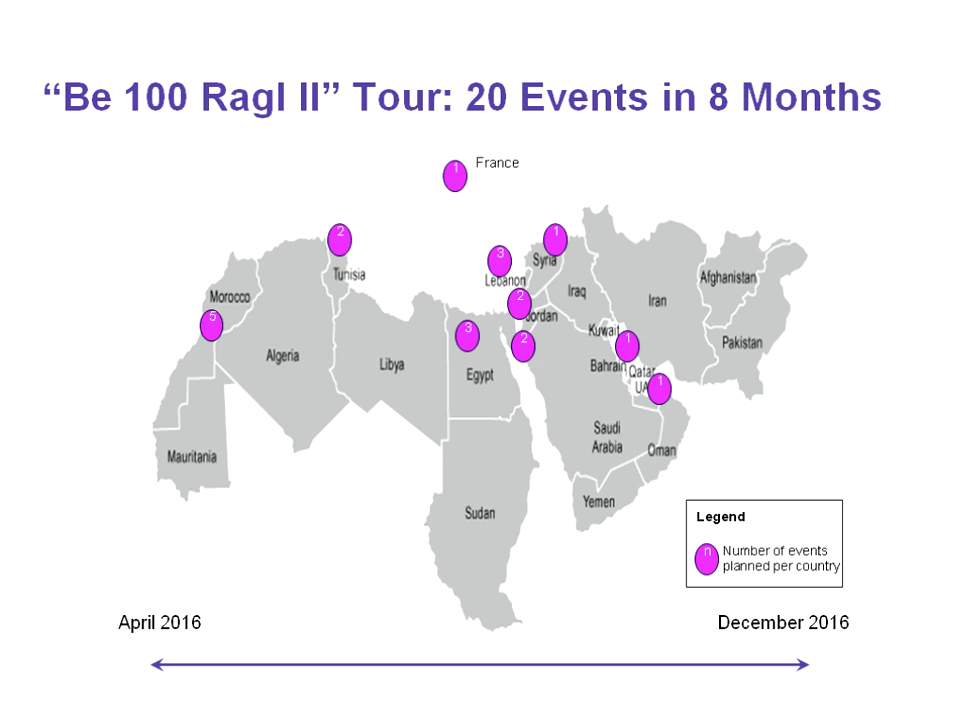 “Be 100 Ragl II” Tour: 20 Events in 8 Months
1
France
2
1
3
Tunisia
Syria
Lebanon
Afghanistan
Morocco
Iraq
Iran
2
5
Jordan
3
Kuwait
2
1
Pakistan
Algeria
Libya
Egypt
Bahrain
Qatar
UA
1
Saudi
Arabia
Oman
Mauritania
Yemen
Sudan
Legend
n
Number of events
planned per country
April 2016
December 2016